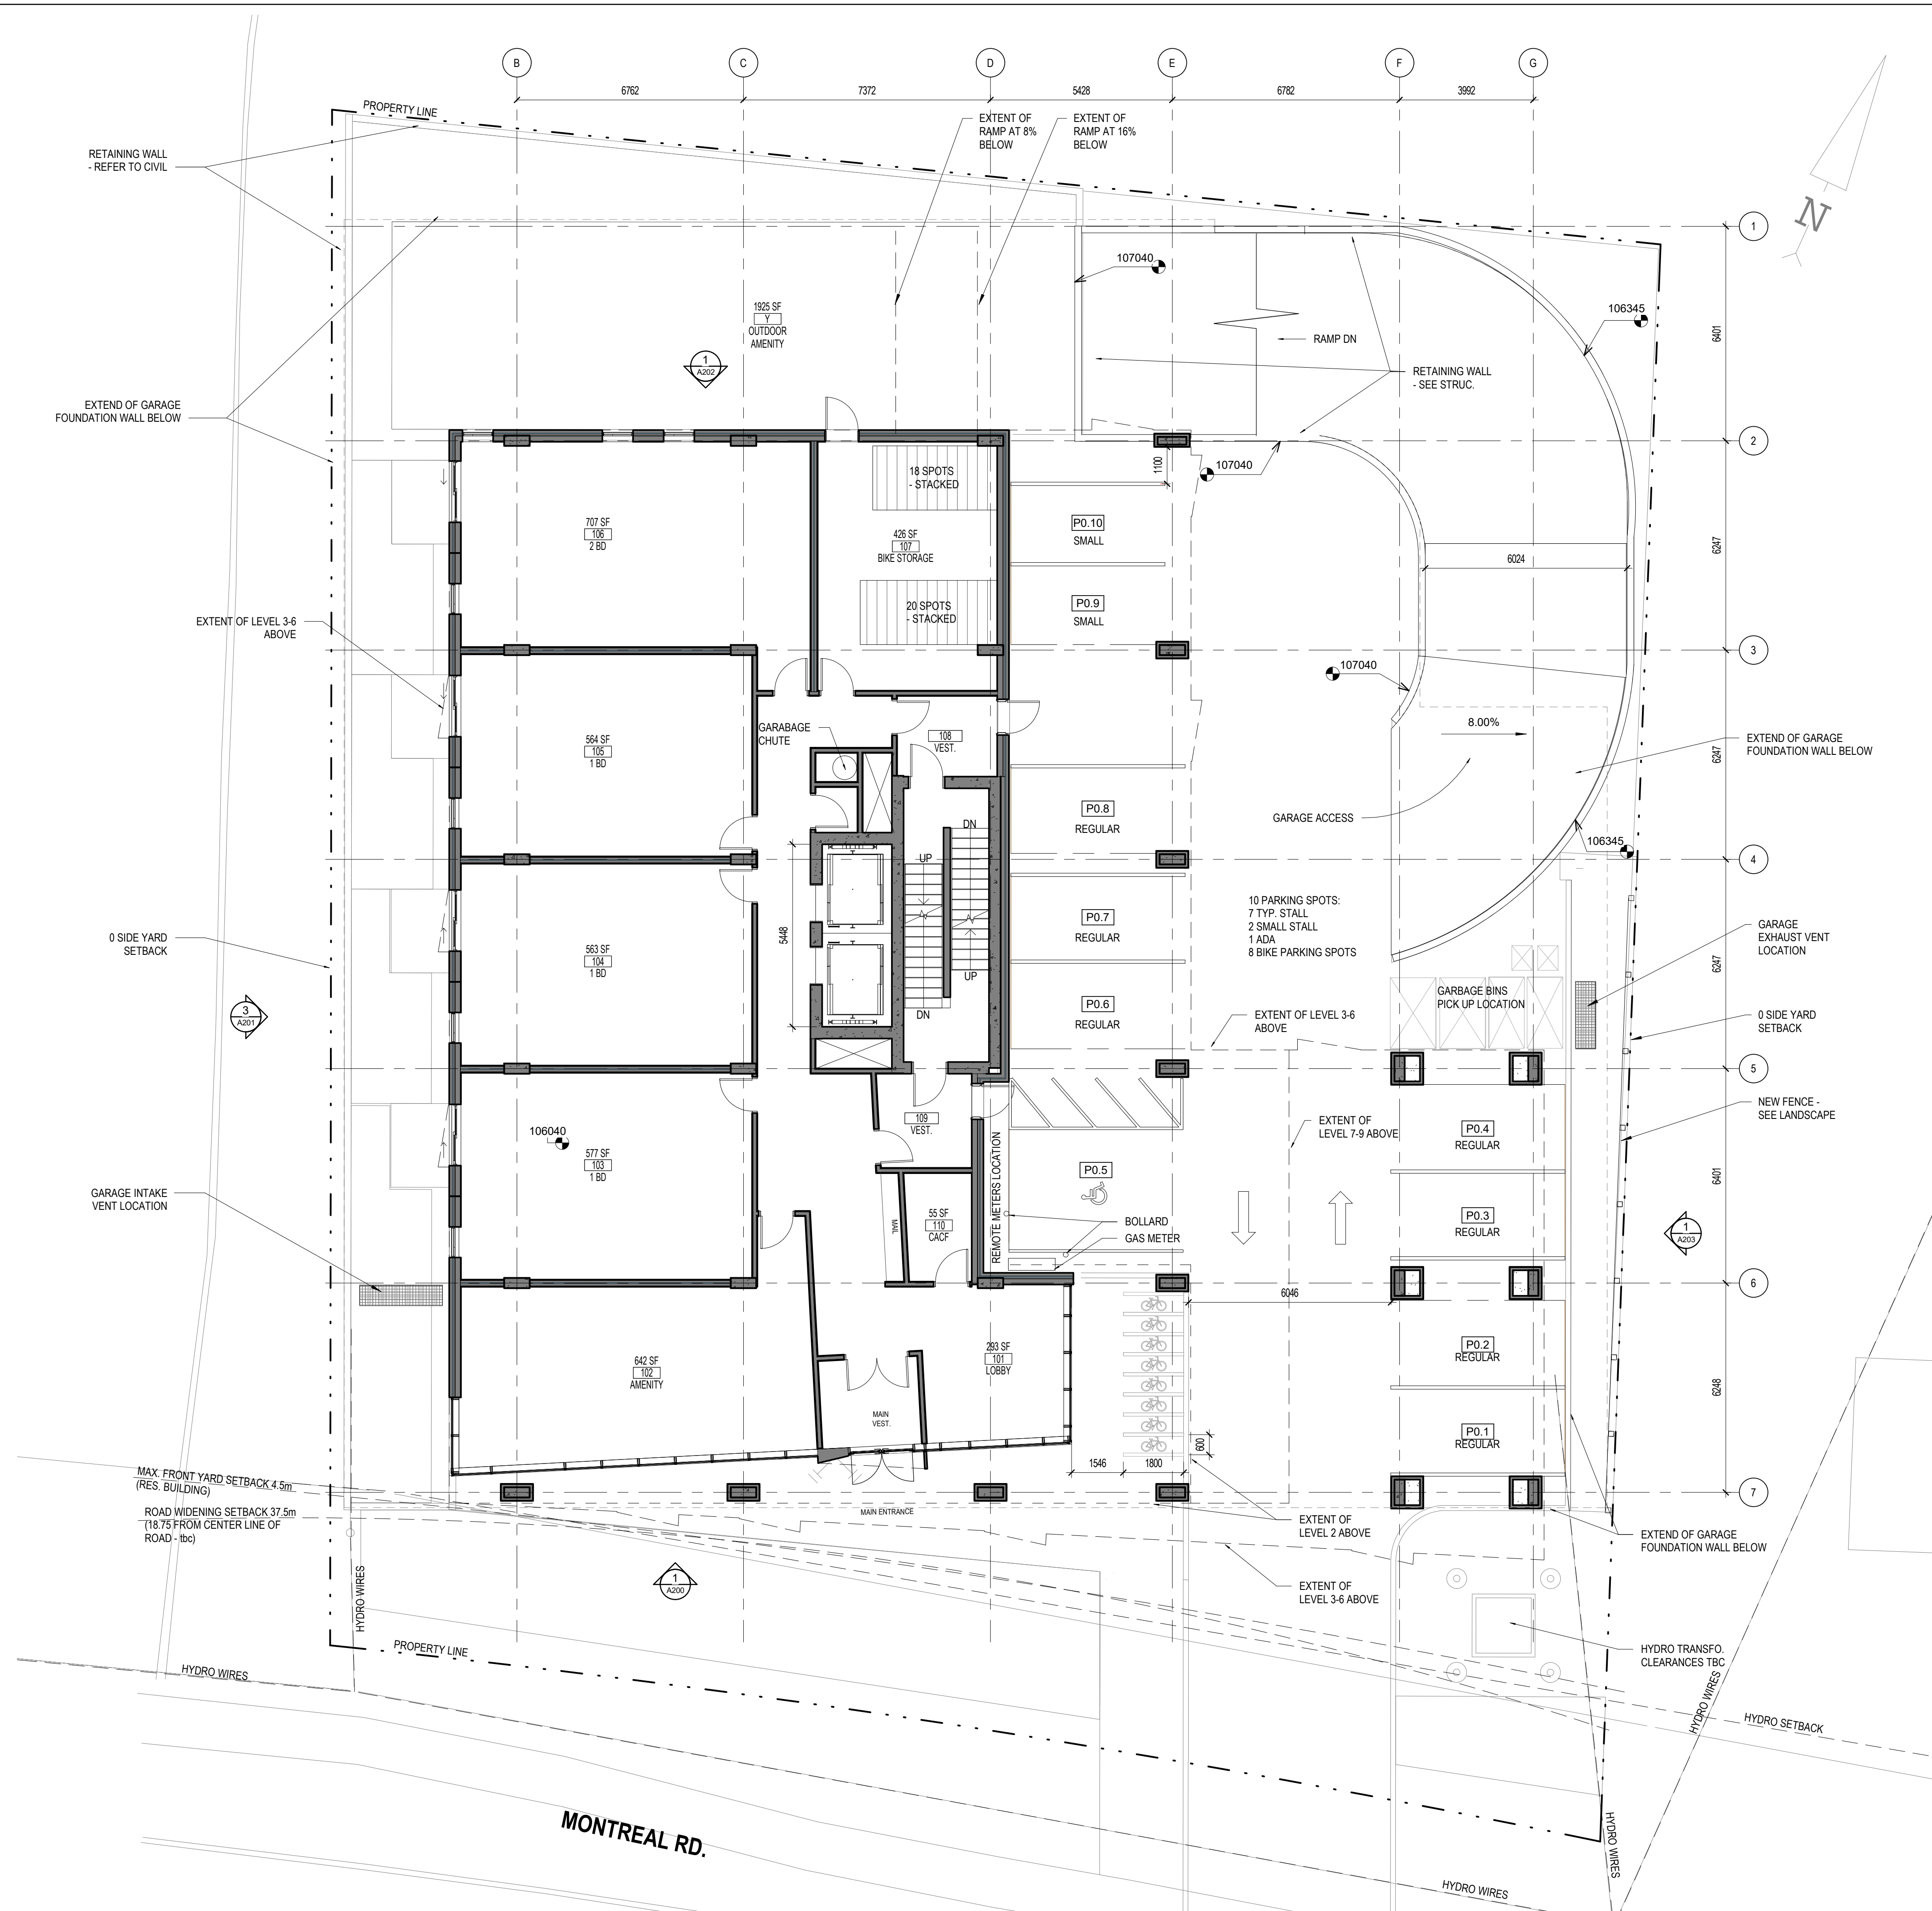 B
C
D
E
F
G
6762
7372
5428
6782
3992
PROPERTY LINE
EXTENT OF
RAMP AT 8%
BELOW
EXTENT OF
RAMP AT 16%
BELOW
RETAINING WALL
- REFER TO CIVIL
N
1
107040
106345
1925 SF
Y
OUTDOOR
AMENITY
6401
RAMP DN
1
A202
RETAINING WALL
- SEE STRUC.
EXTEND OF GARAGE
FOUNDATION WALL BELOW
2
1100
107040
18 SPOTS
- STACKED
707 SF
106
2 BD
426 SF
107
BIKE STORAGE
P0.10
SMALL
6247
6024
20 SPOTS
- STACKED
P0.9
SMALL
EXTENT OF LEVEL 3-6
ABOVE
3
107040
GARABAGE
CHUTE
108
VEST.
564 SF
105
1 BD
8.00%
6247
EXTEND OF GARAGE
FOUNDATION WALL BELOW
P0.8
REGULAR
GARAGE ACCESS
DN
UP
106345
4
10 PARKING SPOTS:
7 TYP. STALL
2 SMALL STALL
1 ADA
8 BIKE PARKING SPOTS
P0.7
REGULAR
5448
0 SIDE YARD
SETBACK
563 SF
104
1 BD
GARAGE
EXHAUST VENT
LOCATION
6247
UP
GARBAGE BINS
PICK UP LOCATION
P0.6
REGULAR
DN
3
A201
EXTENT OF LEVEL 3-6
ABOVE
0 SIDE YARD
SETBACK
5
109
VEST.
EXTENT OF
LEVEL 7-9 ABOVE
NEW FENCE -
SEE LANDSCAPE
106040
577 SF
103
1 BD
P0.4
REGULAR
REMOTE METERS LOCATION
P0.5
6401
GARAGE INTAKE
VENT LOCATION
MAIL
55 SF
110
CACF
BOLLARD
GAS METER
P0.3
REGULAR
1
A203
6
6046
642 SF
102
AMENITY
293 SF
101
LOBBY
P0.2
REGULAR
6248
MAIN
VEST.
P0.1
REGULAR
600
1546
1800
MAX. FRONT YARD SETBACK 4.5m
(RES. BUILDING)
7
ROAD WIDENING SETBACK 37.5m
(18.75 FROM CENTER LINE OF
ROAD - tbc)
MAIN ENTRANCE
EXTENT OF
LEVEL 2 ABOVE
EXTEND OF GARAGE
FOUNDATION WALL BELOW
HYDRO WIRES
1
A200
EXTENT OF
LEVEL 3-6 ABOVE
HYDRO TRANSFO.
CLEARANCES TBC
PROPERTY LINE
HYDRO WIRES
HYDRO WIRES
HYDRO SETBACK
MONTREAL RD.
HYDRO WIRES
HYDRO WIRES